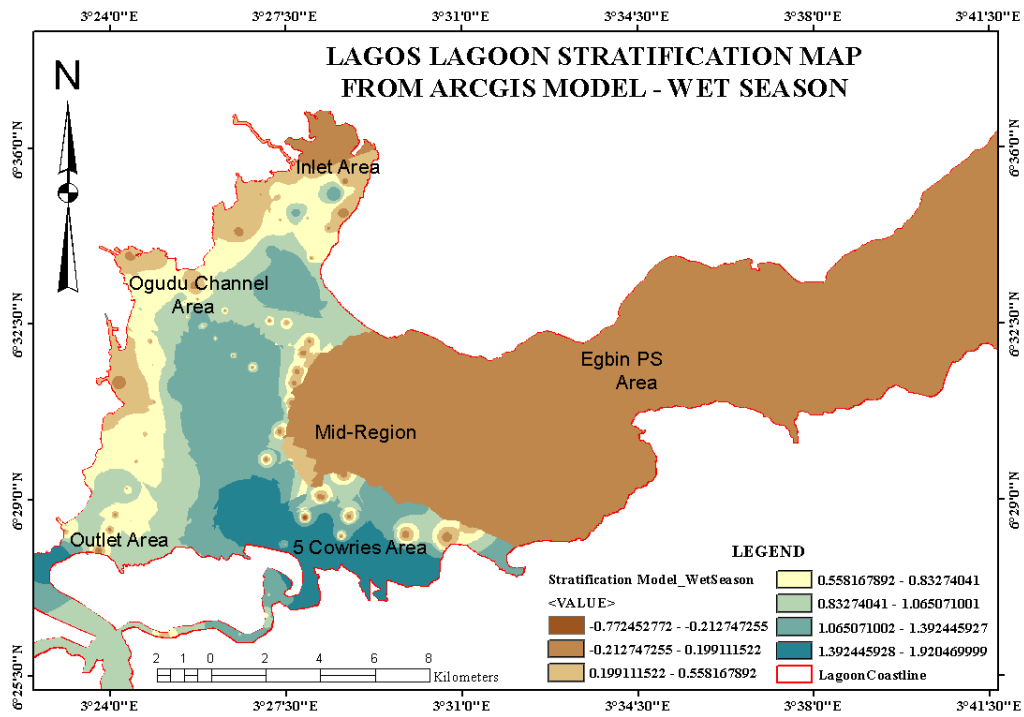 3°24'0"E 3°27'30"E 3°31'0"E 3°34'30"E 3°38'0"E 3°41'30"E
LAGOS LAGOON STRATIFICATION MAP
FROM ARCGIS MODEL - WET SEASON
N
6°36'0"N 6°36'0"N
Inlet Area
Ogudu Channel
Area
6°32'30"N 6°32'30"N
Egbin PS
Area
Mid-Region
6°29'0"N 6°29'0"N
Outlet Area
5 Cowries Area
LEGEND
Stratification Model_WetSeason
<VALUE>
-0.772452772 - -0.212747255
-0.212747255 - 0.199111522
0.199111522 - 0.558167892
0.558167892 - 0.83274041
0.83274041 - 1.065071001
1.065071002 - 1.392445927
1.392445928 - 1.920469999
LagoonCoastline
2 1 0 2 4 6 8
Kilometers
6°25'30"N 6°25'30"N
3°24'0"E 3°27'30"E 3°31'0"E 3°34'30"E 3°38'0"E 3°41'30"E